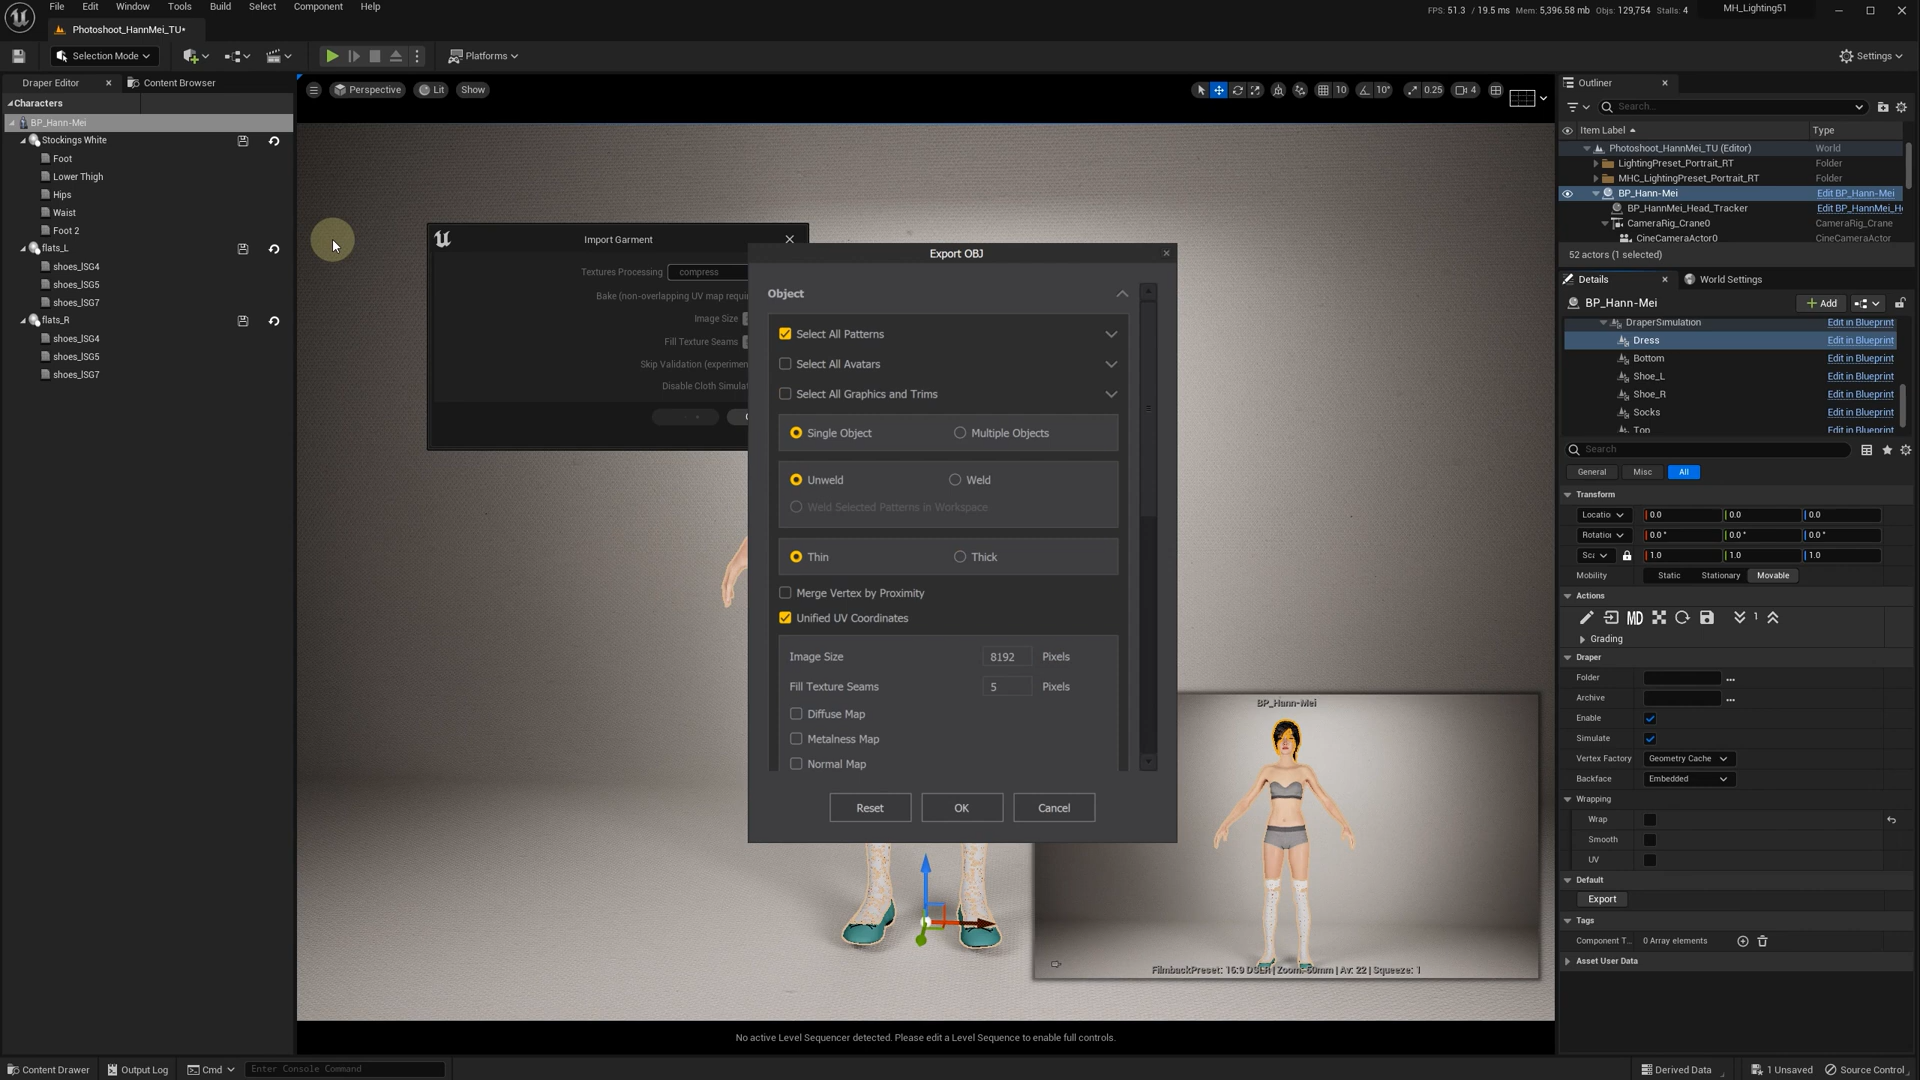 File Edit Window Tools Build Select Component Help
FPS: 51.3 / 19.5 ms Mem: 5,396.58 mb Objs: 129,754 Stalls: 4 MH_Lighting51
Photoshoot_HannMei_TU*
Selection Mode
Platforms
Settings
Draper Editor
Content Browser
Characters
BP_Hann-Mei
Stockings White
Foot
Lower Thigh
Hips
Waist
Foot 2
flats_L
shoes_lSG4
shoes_lSG5
shoes_lSG7
flats_R
shoes_lSG4
shoes_lSG5
shoes_lSG7
Perspective Lit Show
10 10° 0.25 4
Import Garment
Textures Processing compress
Bake (non-overlapping UV map requi
Image Size
Fill Texture Seams
Skip Validation (experimen
Disable Cloth Simulat
Export OBJ
Object
Select All Patterns
Select All Avatars
Select All Graphics and Trims
Single Object Multiple Objects
Unweld Weld
Weld Selected Patterns in Workspace
Thin Thick
Merge Vertex by Proximity
Unified UV Coordinates
Image Size 8192 Pixels
Fill Texture Seams 5 Pixels
Diffuse Map
Metalness Map
Normal Map
Reset OK Cancel
BP_Hann-Mei
FilmbackPreset: 16:9 DSLR | Zoom: 50mm | Av: 22 | Squeeze: 1
No active Level Sequencer detected. Please edit a Level Sequence to enable full controls.
Outliner
Search...
Item Label Type
Photoshoot_HannMei_TU (Editor) World
LightingPreset_Portrait_RT Folder
MHC_LightingPreset_Portrait_RT Folder
BP_Hann-Mei Edit BP_Hann-Mei
BP_HannMei_Head_Tracker Edit BP_HannMei_H
CameraRig_Crane0 CameraRig_Crane
CineCameraActor0 CineCameraActor
52 actors (1 selected)
Details
World Settings
BP_Hann-Mei
Add
DraperSimulation Edit in Blueprint
Dress Edit in Blueprint
Bottom Edit in Blueprint
Shoe_L Edit in Blueprint
Shoe_R Edit in Blueprint
Socks Edit in Blueprint
Top Edit in Blueprint
Search
General Misc All
Transform
Locatio 0.0 0.0 0.0
Rotatio 0.0 ° 0.0 ° 0.0 °
Sc 1.0 1.0 1.0
Mobility Static Stationary Movable
Actions
MD 1
Grading
Draper
Folder ...
Archive ...
Enable
Simulate
Vertex Factory Geometry Cache
Backface Embedded
Wrapping
Wrap
Smooth
UV
Default
Export
Tags
Component T... 0 Array elements
Asset User Data
Content Drawer Output Log Cmd Enter Console Command
Derived Data 1 Unsaved Source Control